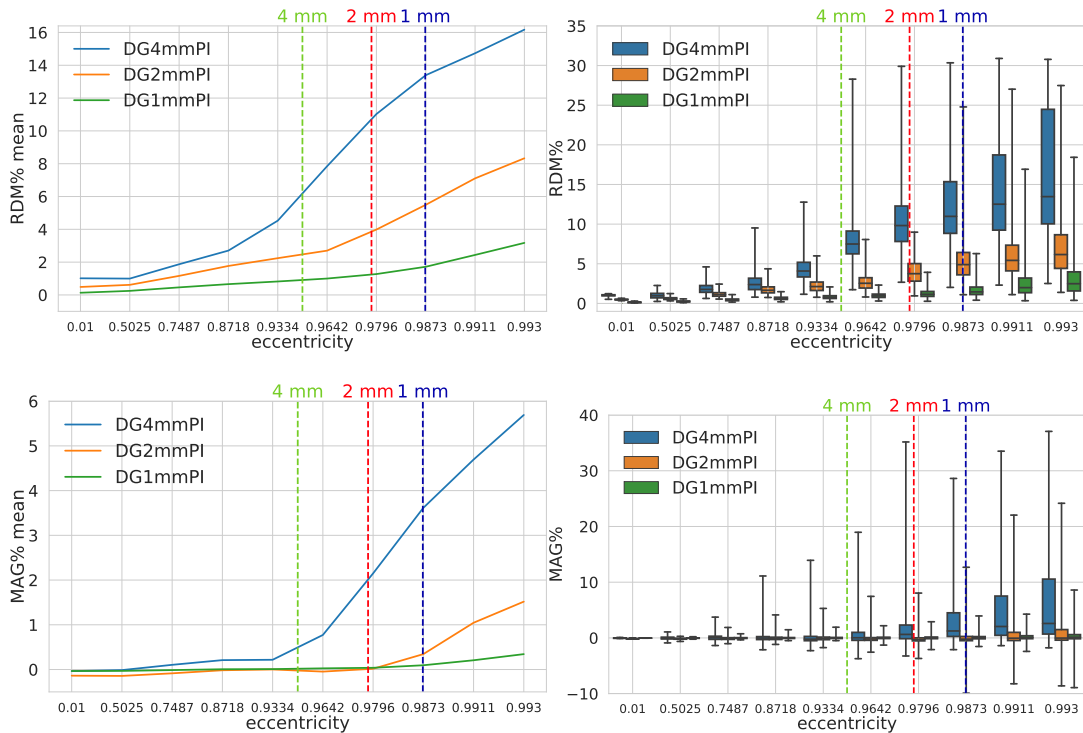 4 mm 2 mm 1 mm
16
14
12
10
8
6
4
2
0
RDM% mean
DG4mmPI
DG2mmPI
DG1mmPI
0.01 0.5025 0.7487 0.8718 0.9334 0.9642 0.9796 0.9873 0.9911 0.993
eccentricity
4 mm 2 mm 1 mm
35
30
25
20
15
10
5
0
RDM%
DG4mmPI
DG2mmPI
DG1mmPI
0.01 0.5025 0.7487 0.8718 0.9334 0.9642 0.9796 0.9873 0.9911 0.993
eccentricity
4 mm 2 mm 1 mm
6
5
4
3
2
1
0
MAG% mean
DG4mmPI
DG2mmPI
DG1mmPI
0.01 0.5025 0.7487 0.8718 0.9334 0.9642 0.9796 0.9873 0.9911 0.993
eccentricity
4 mm 2 mm 1 mm
40
30
20
10
0
−10
MAG%
DG4mmPI
DG2mmPI
DG1mmPI
0.01 0.5025 0.7487 0.8718 0.9334 0.9642 0.9796 0.9873 0.9911 0.993
eccentricity